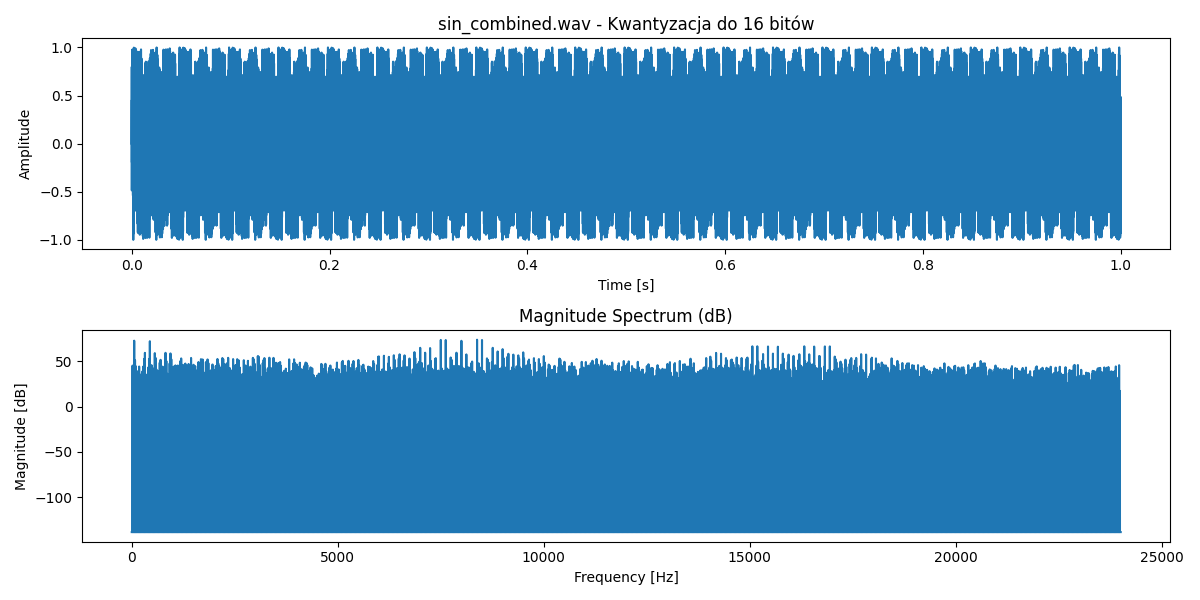 sin_combined.wav - Kwantyzacja do 16 bitów
1.0
0.5
0.0
−0.5
−1.0
Amplitude
0.0 0.2 0.4 0.6 0.8 1.0
Time [s]
Magnitude Spectrum (dB)
50
0
−50
−100
Magnitude [dB]
0 5000 10000 15000 20000 25000
Frequency [Hz]